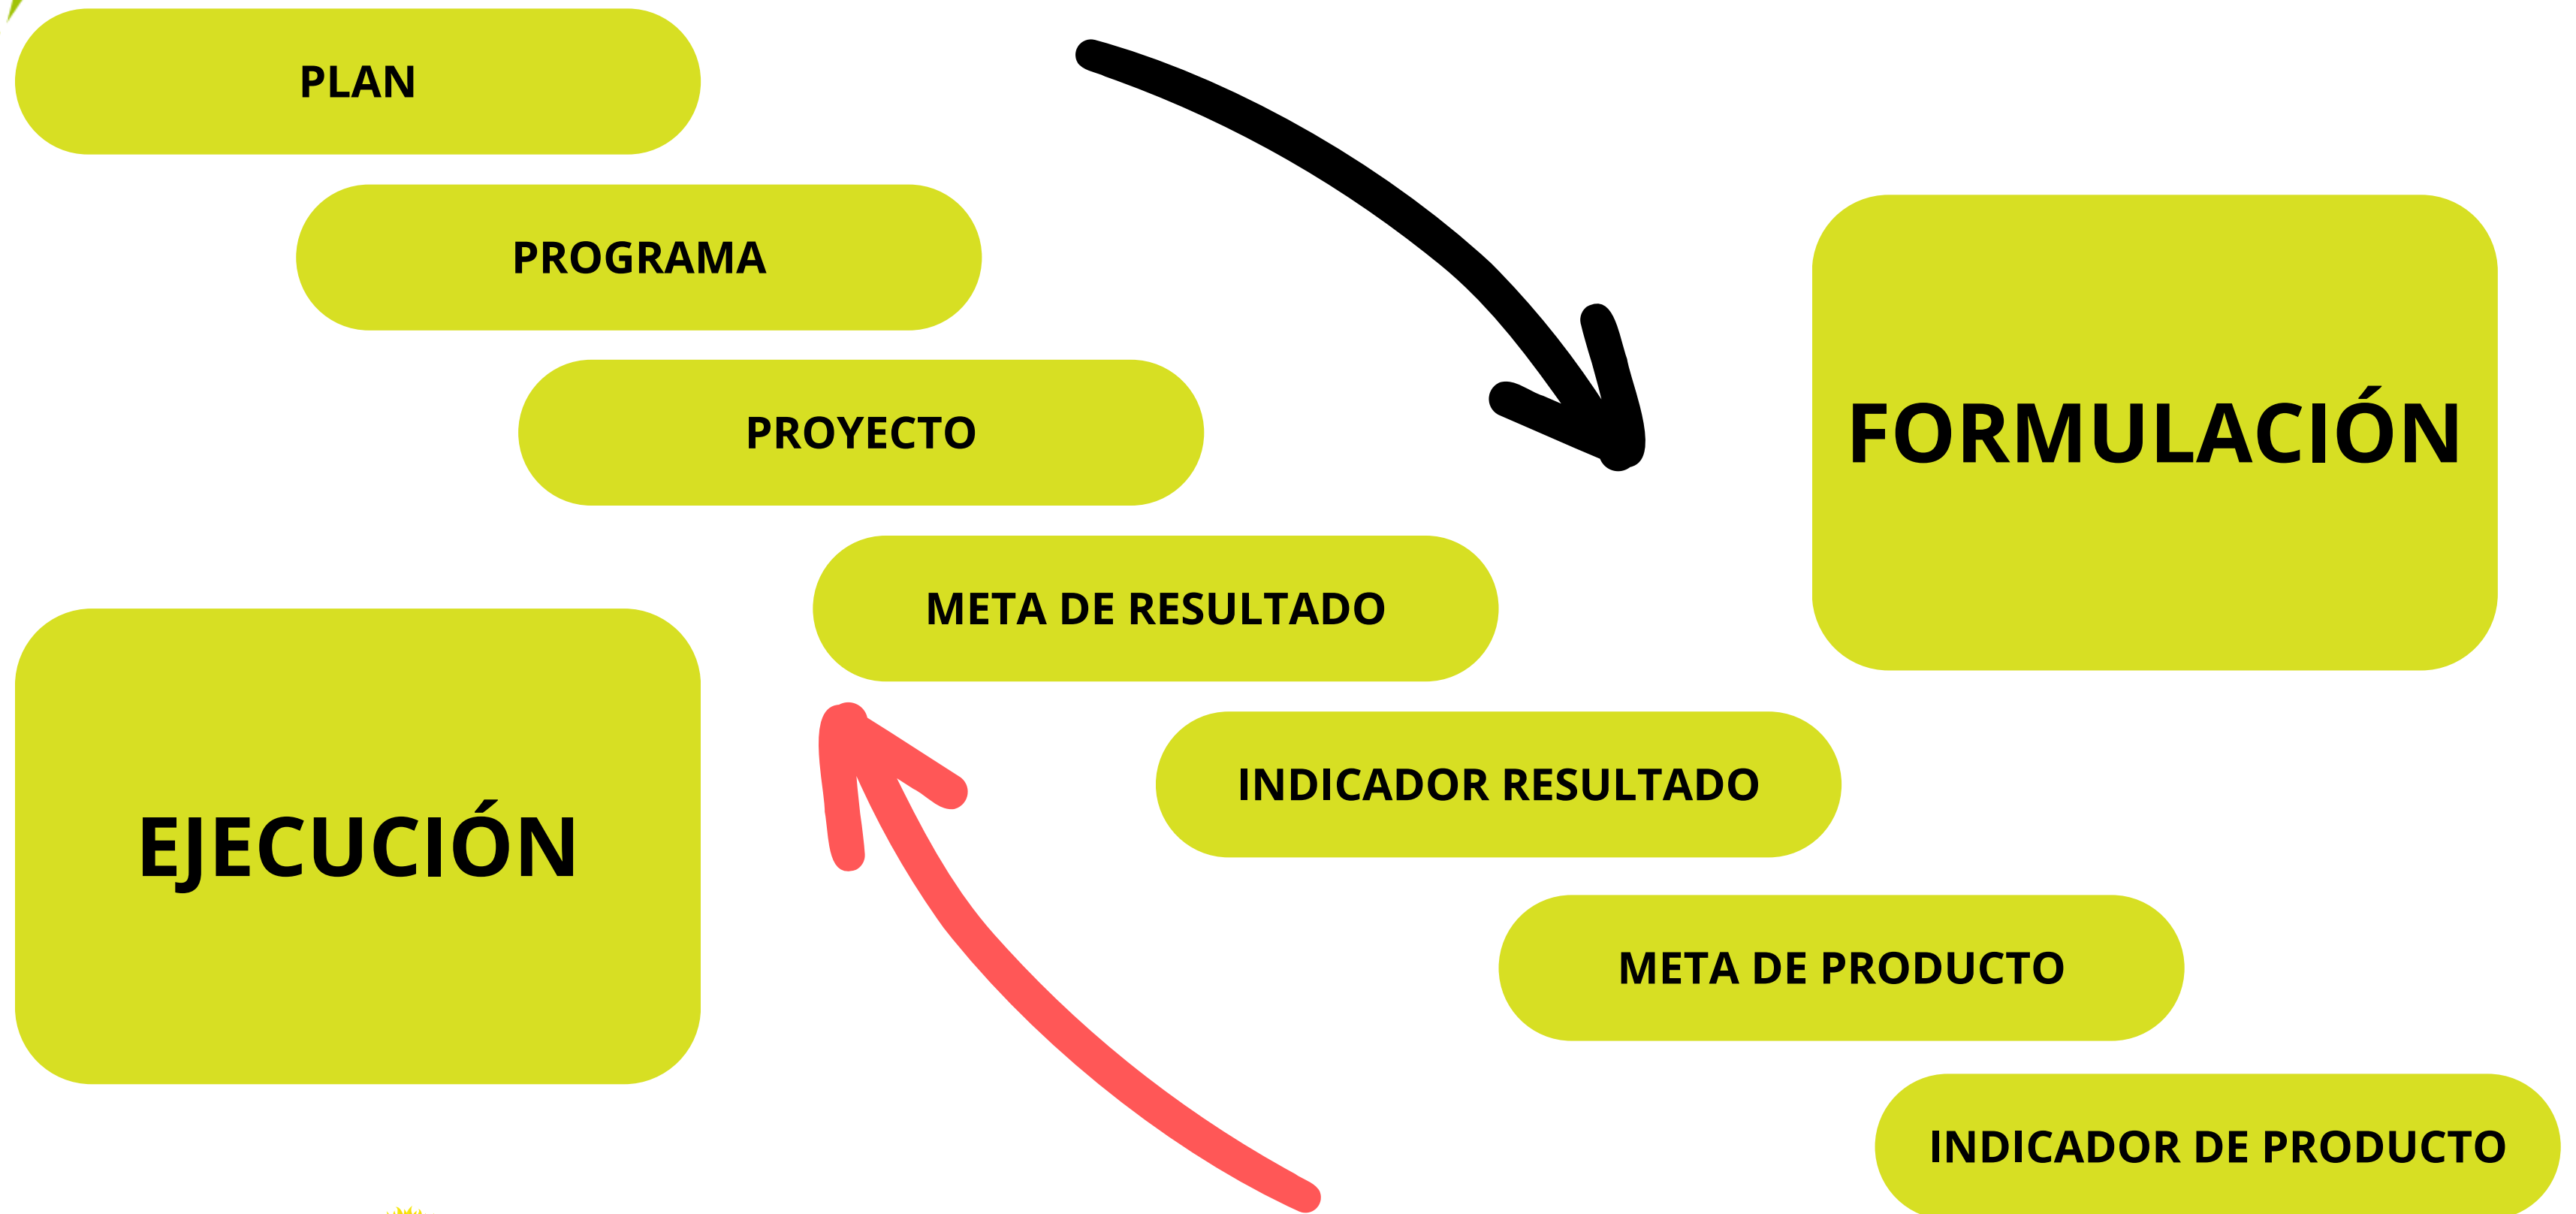 PLAN
PROGRAMA
PROYECTO
FORMULACIÓN
META DE RESULTADO
INDICADOR RESULTADO
EJECUCIÓN
META DE PRODUCTO
INDICADOR DE PRODUCTO